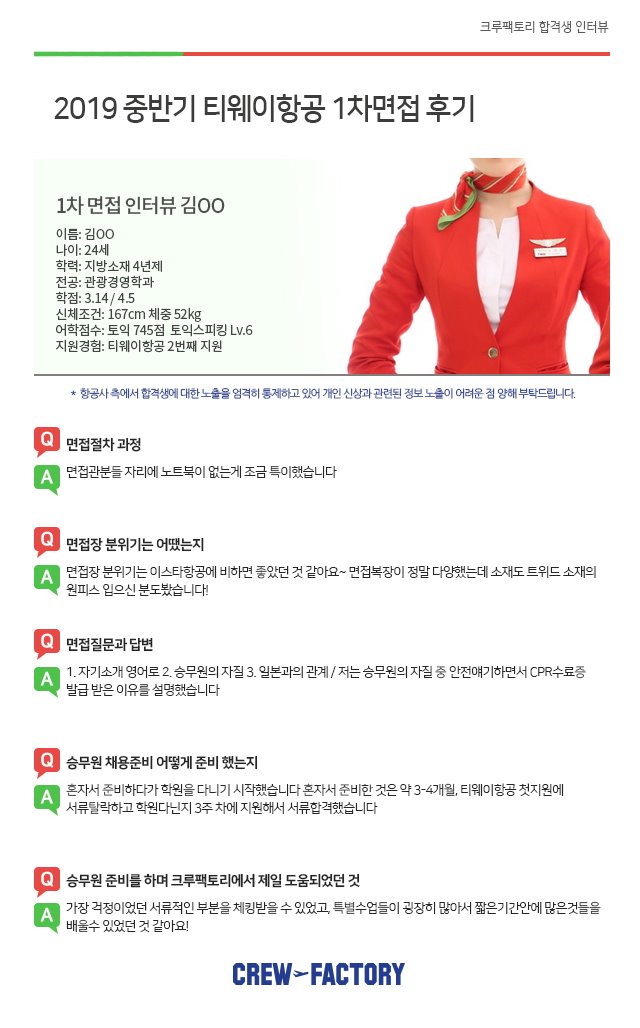 크루팩토리 합격생 인터뷰
2019 중반기 티웨이항공 1차면접 후기
1차 면접 인터뷰 김OO
이름: 김OO
나이: 24세
학력: 지방소재 4년제
전공: 관광경영학과
학점: 3.14 / 4.5
신체조건: 167cm 체중 52kg
어학점수: 토익 745점 토익스피킹 Lv.6
지원경험: 티웨이항공 2번째 지원
* 항공사 측에서 합격생에 대한 노출을 엄격히 통제하고 있어 개인 신상과 관련된 정보 노출이 어려운 점 양해 부탁드립니다.
Q 면접절차 과정
A 면접관분들 자리에 노트북이 없는게 조금 특이했습니다
Q 면접장 분위기는 어땠는지
A 면접장 분위기는 이스타항공에 비하면 좋았던 것 같아요~ 면접복장이 정말 다양했는데 소재도 트위드 소재의
원피스 입으신 분도봤습니다!
Q 면접질문과 답변
A 1. 자기소개 영어로 2. 승무원의 자질 3. 일본과의 관계 / 저는 승무원의 자질 중 안전얘기하면서 CPR수료증
발급 받은 이유를 설명했습니다
Q 승무원 채용준비 어떻게 준비 했는지
A 혼자서 준비하다가 학원을 다니기 시작했습니다 혼자서 준비한 것은 약 3-4개월, 티웨이항공 첫지원에
서류탈락하고 학원다닌지 3주 차에 지원해서 서류합격했습니다
Q 승무원 준비를 하며 크루팩토리에서 제일 도움되었던 것
A 가장 걱정이었던 서류적인 부분을 체킹받을 수 있었고, 특별수업들이 굉장히 많아서 짧은기간안에 많은것들을
배울수 있었던 것 같아요!
CREW FACTORY